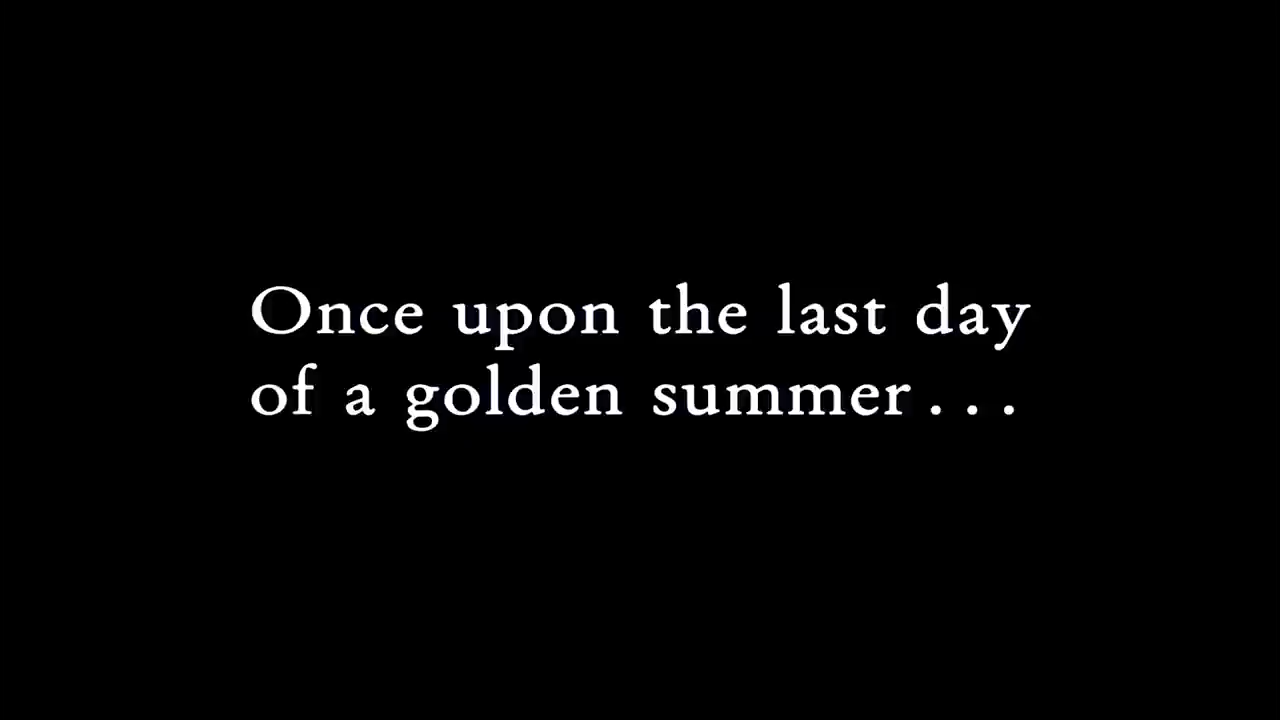 Once upon the last day
of a golden summer . . .